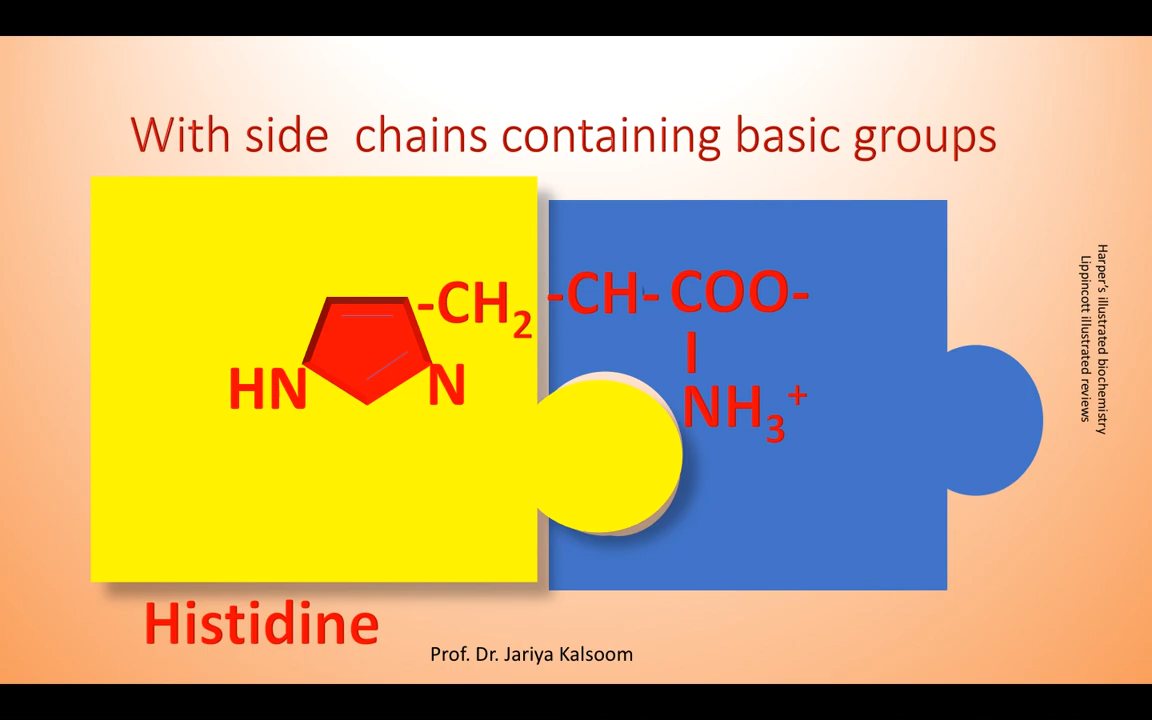 With side chains containing basic groups
-CH2 -CH- COO-
HN N
NH3+
Histidine
Prof. Dr. Jariya Kalsoom
Harper's illustrated biochemistry
Lippincott illustrated reviews